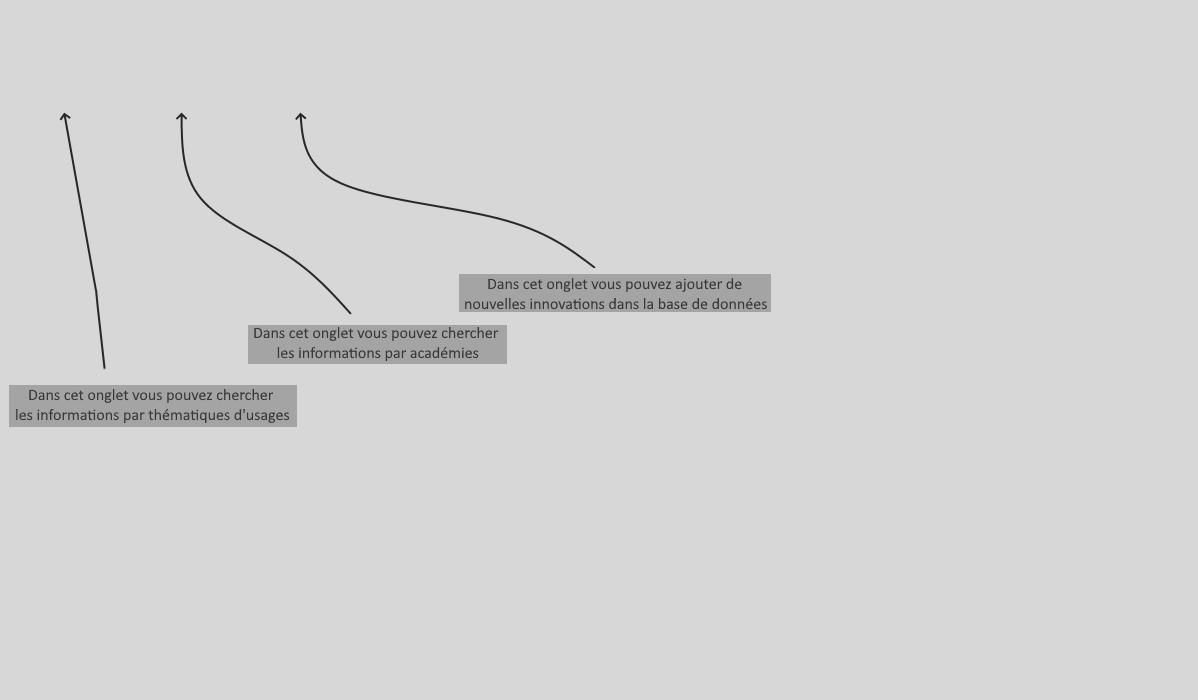 Dans cet onglet vous pouvez ajouter de
nouvelles innovations dans la base de données
Dans cet onglet vous pouvez chercher
les informations par académies
Dans cet onglet vous pouvez chercher
les informations par thématiques d'usages